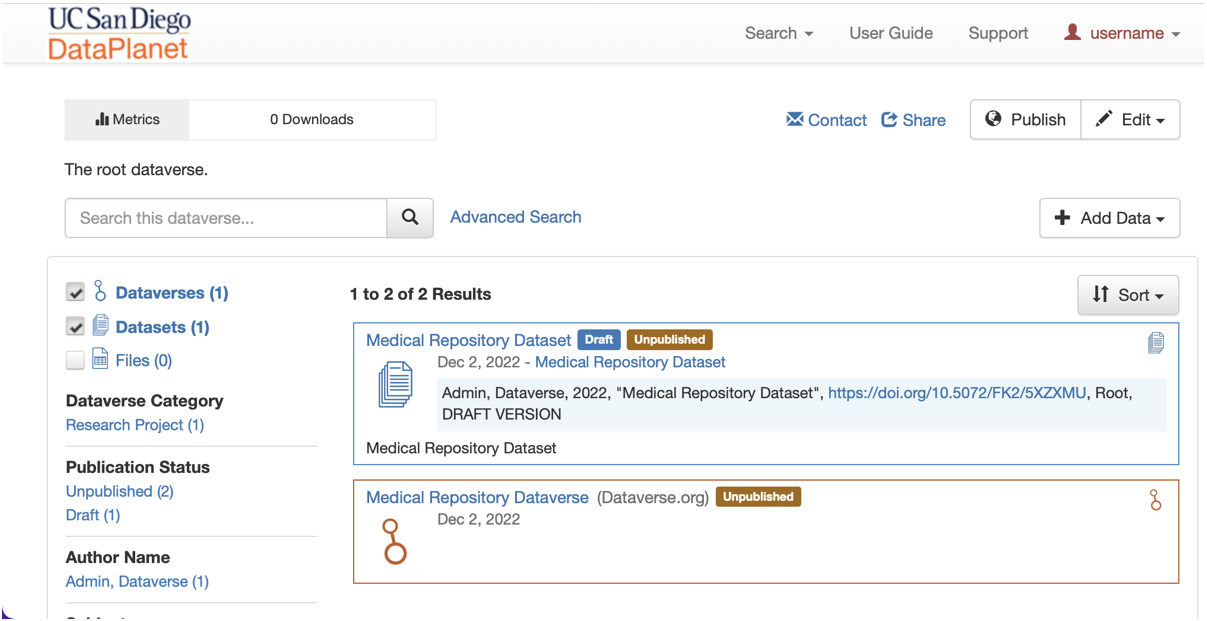 UC San Diego
DataPlanet
Search
User Guide
Support
username
Metrics
0 Downloads
Contact
Share
Publish
Edit
The root dataverse.
Search this dataverse...
Advanced Search
Add Data
Dataverses (1)
Datasets (1)
Files (0)
Dataverse Category
Research Project (1)
Publication Status
Unpublished (2)
Draft (1)
Author Name
Admin, Dataverse (1)
1 to 2 of 2 Results
Sort
Medical Repository Dataset Draft Unpublished
Dec 2, 2022 - Medical Repository Dataset
Admin, Dataverse, 2022, "Medical Repository Dataset", https://doi.org/10.5072/FK2/5XZXMU, Root,
DRAFT VERSION
Medical Repository Dataset
Medical Repository Dataverse (Dataverse.org) Unpublished
Dec 2, 2022